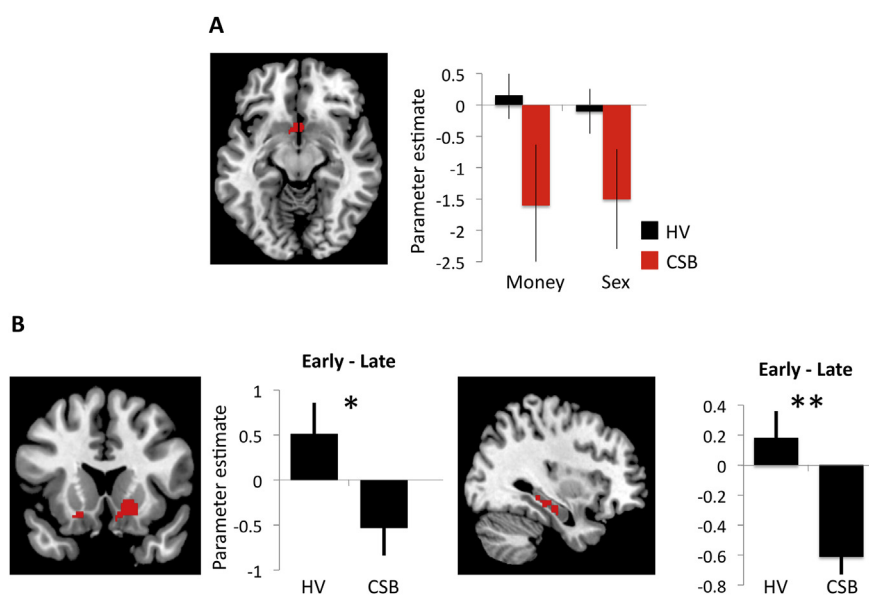 A
0.5
0
-0.5
-1
-1.5
-2
-2.5
Parameter estimate
Money Sex
HV
CSB
B
Early - Late
1
0.5
0
-0.5
-1
Parameter estimate
*
HV CSB
Early - Late
0.4
0.2
0
-0.2
-0.4
-0.6
-0.8
**
HV CSB